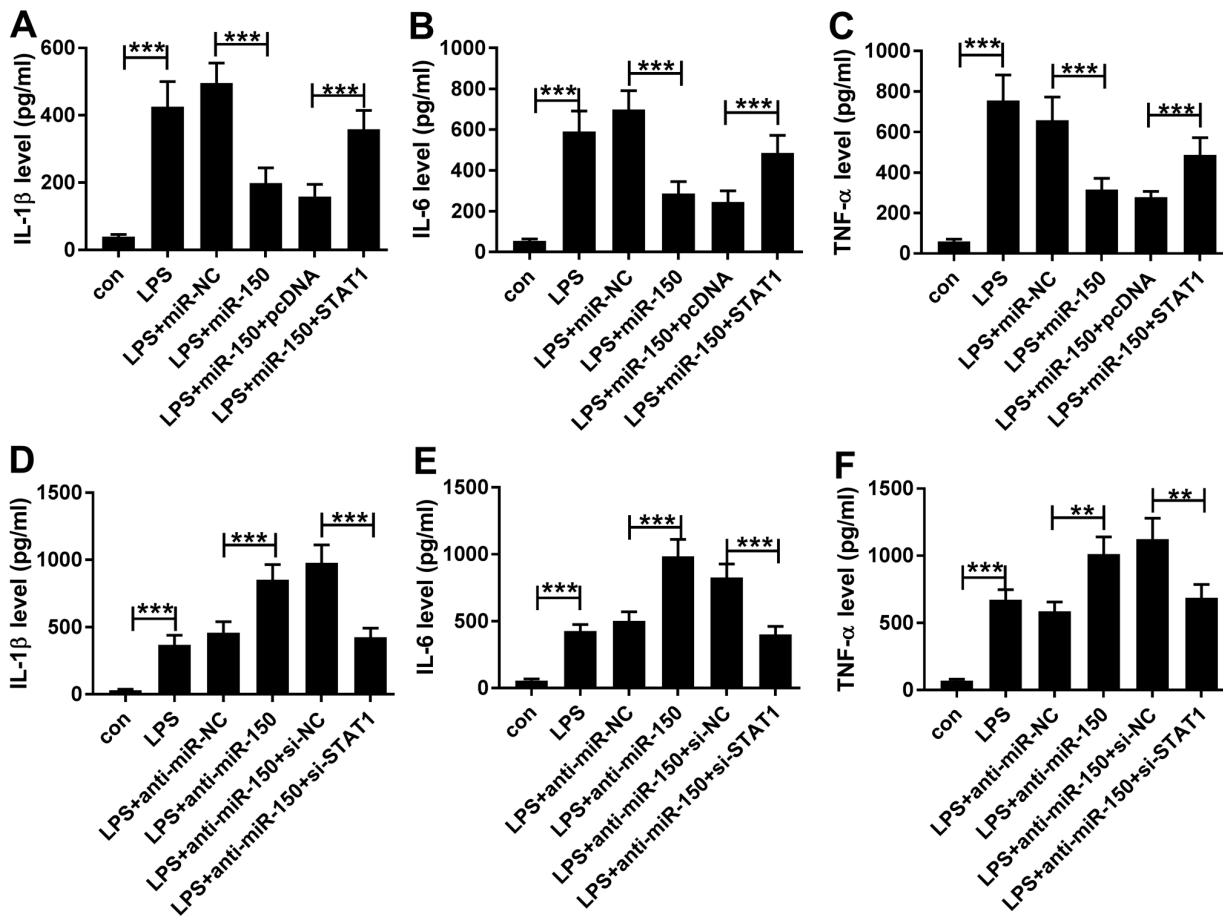 A
IL-1β level (pg/ml)
600
400
200
0
***
***
***
con
LPS
LPS+miR-NC
LPS+miR-150
LPS+miR-150+pcDNA
LPS+miR-150+STAT1
B
IL-6 level (pg/ml)
1000
800
600
400
200
0
***
***
***
con
LPS
LPS+miR-NC
LPS+miR-150
LPS+miR-150+pcDNA
LPS+miR-150+STAT1
C
TNF-α level (pg/ml)
1000
800
600
400
200
0
***
***
***
con
LPS
LPS+miR-NC
LPS+miR-150
LPS+miR-150+pcDNA
LPS+miR-150+STAT1
D
IL-1β level (pg/ml)
1500
1000
500
0
***
***
***
con
LPS
LPS+anti-miR-NC
LPS+anti-miR-150
LPS+anti-miR-150+si-NC
LPS+anti-miR-150+si-STAT1
E
IL-6 level (pg/ml)
1500
1000
500
0
***
***
***
con
LPS
LPS+anti-miR-NC
LPS+anti-miR-150
LPS+anti-miR-150+si-NC
LPS+anti-miR-150+si-STAT1
F
TNF-α level (pg/ml)
1500
1000
500
0
***
**
**
con
LPS
LPS+anti-miR-NC
LPS+anti-miR-150
LPS+anti-miR-150+si-NC
LPS+anti-miR-150+si-STAT1